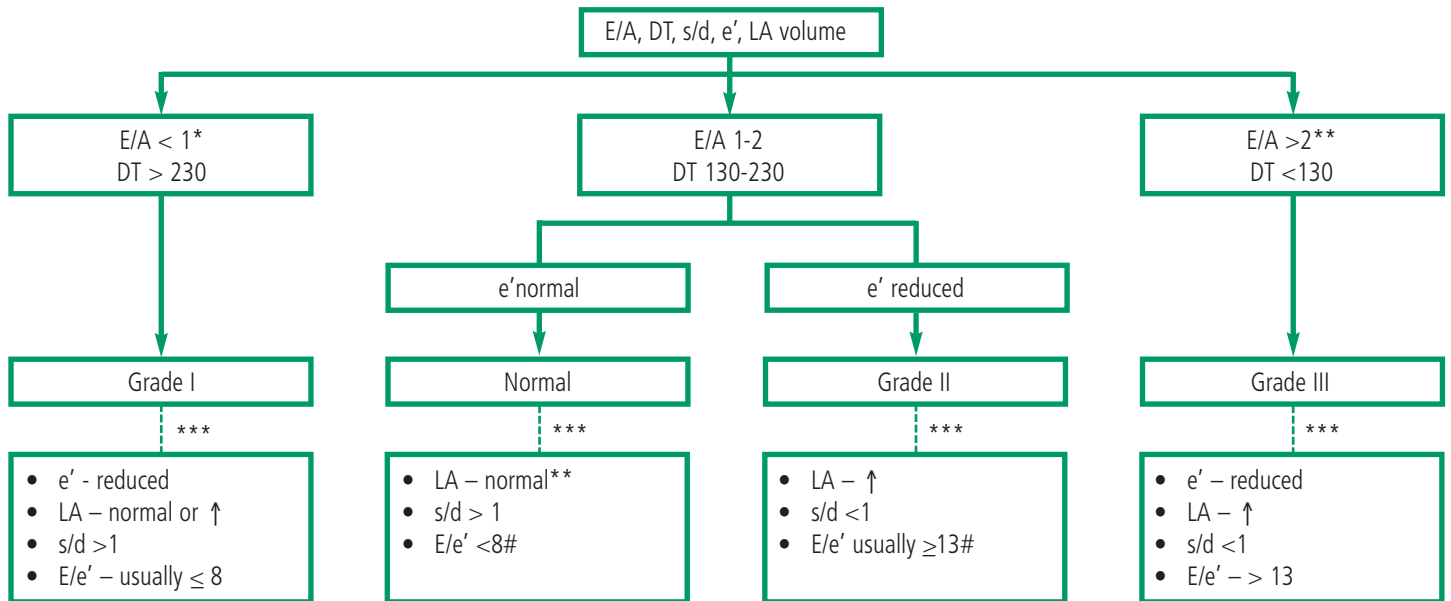 E/A, DT, s/d, e’, LA volume
E/A < 1*
DT > 230
E/A 1-2
DT 130-230
E/A >2**
DT <130
e’normal
e’ reduced
Grade I
Normal
Grade II
Grade III
***
***
***
***
• e’ - reduced
• LA – normal or ↑
• s/d >1
• E/e’ – usually ≤ 8
• LA – normal**
• s/d > 1
• E/e’ <8#
• LA – ↑
• s/d <1
• E/e’ usually ≥13#
• e’ – reduced
• LA – ↑
• s/d <1
• E/e’ – > 13